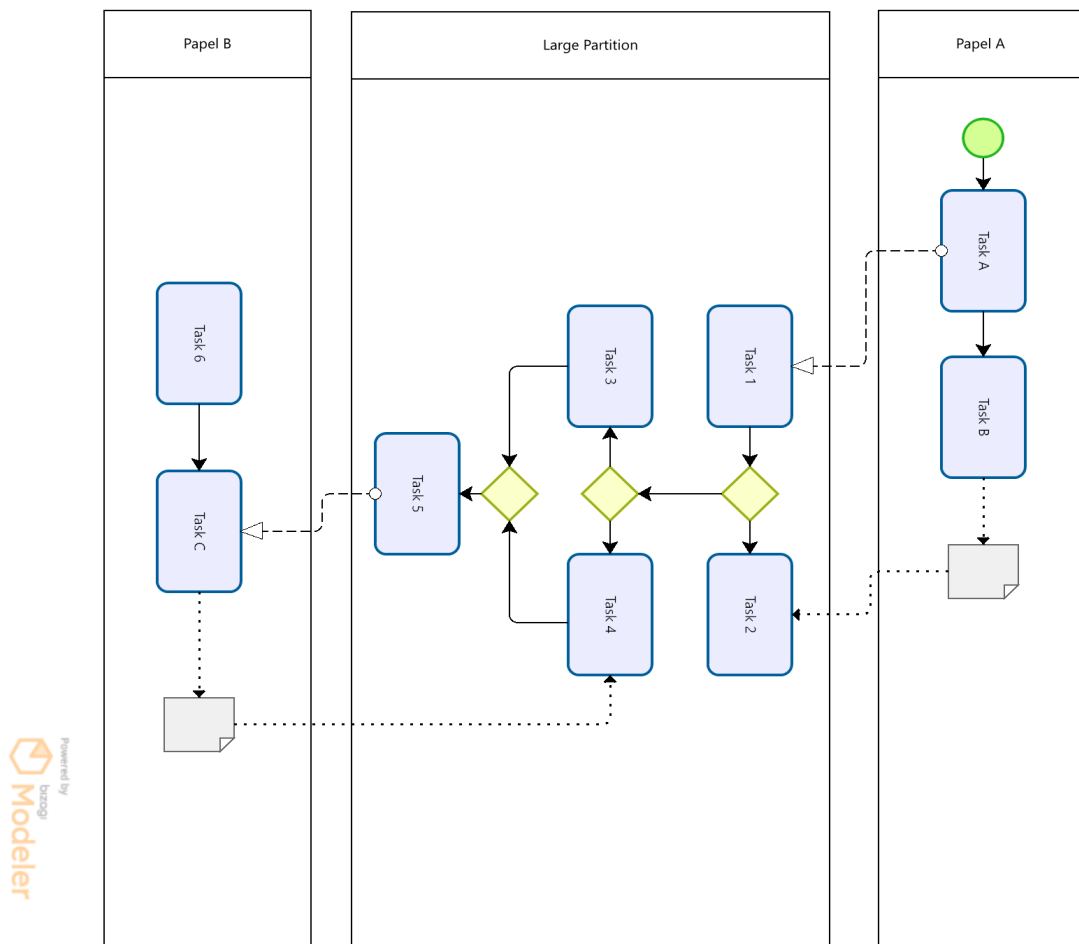 Papel B
Large Partition
Papel A
Task A
Task B
Task 1
Task 2
Task 3
Task 4
Task 5
Task 6
Task C
Powered by
bizagi
Modeler